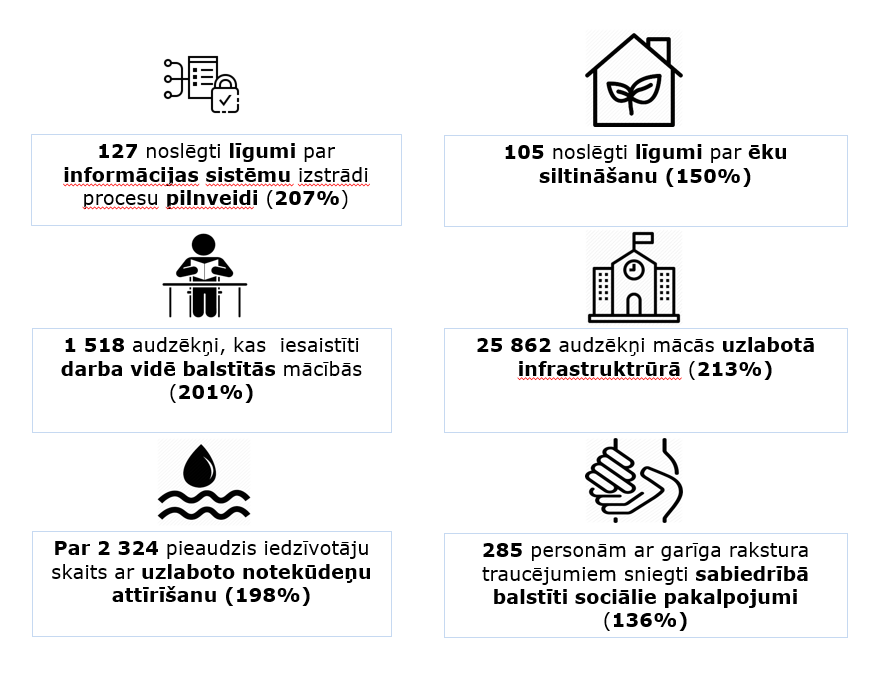 127 noslēgti līgumi par
informācijas sistēmu izstrādi
procesu pilnveidi (207%)
105 noslēgti līgumi par ēku
siltināšanu (150%)
1 518 audzēkņi, kas  iesaistīti
darba vidē balstītās mācībās
(201%)
25 862 audzēkņi mācās uzlabotā
infrastruktrūrā (213%)
Par 2 324 pieaudzis iedzīvotāju
skaits ar uzlaboto notekūdeņu
attīrīšanu (198%)
285 personām ar garīga rakstura
traucējumiem sniegti sabiedrībā
balstīti sociālie pakalpojumi
(136%)